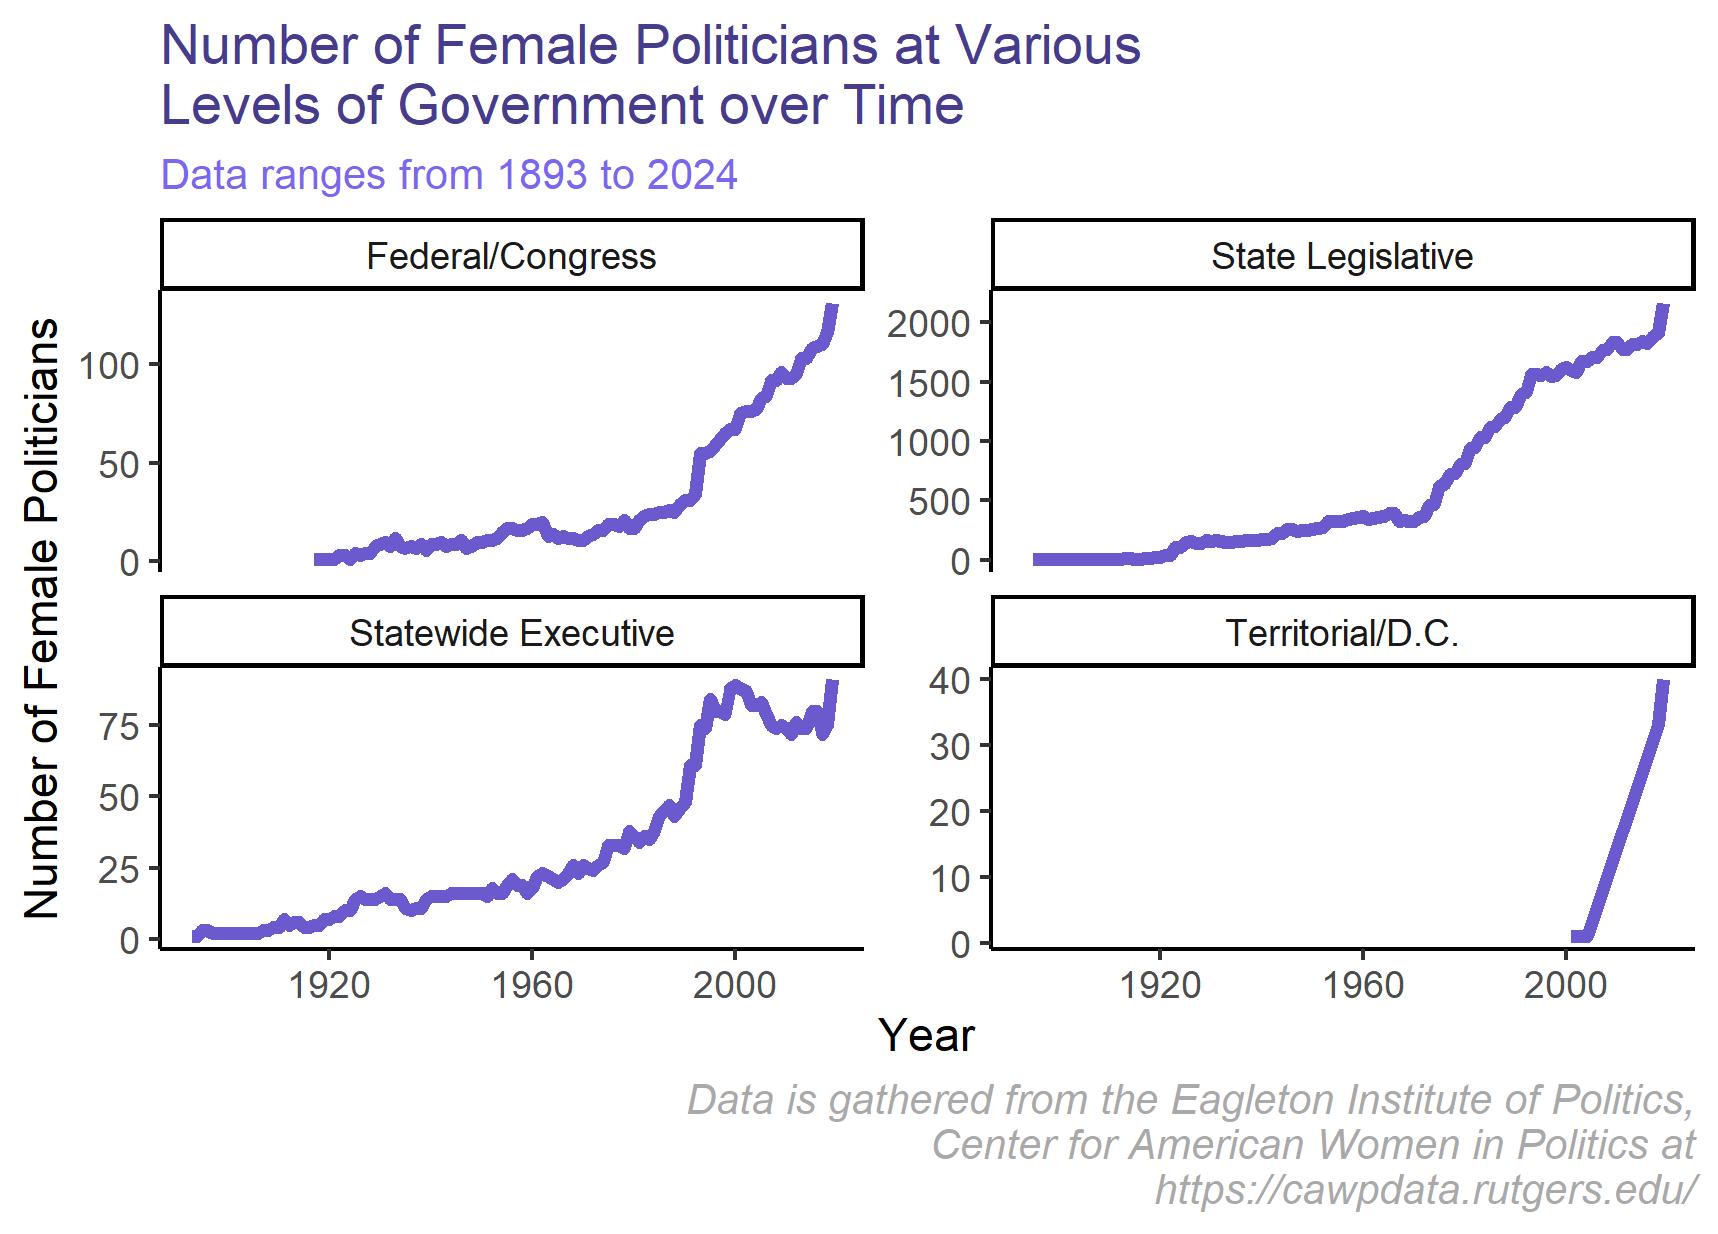 Number of Female Politicians at Various
Levels of Government over Time
Data ranges from 1893 to 2024
Number of Female Politicians
Federal/Congress
100
50
0
State Legislative
2000
1500
1000
500
0
Statewide Executive
75
50
25
0
1920 1960 2000
Territorial/D.C.
40
30
20
10
0
1920 1960 2000
Year
Data is gathered from the Eagleton Institute of Politics,
Center for American Women in Politics at
https://cawpdata.rutgers.edu/